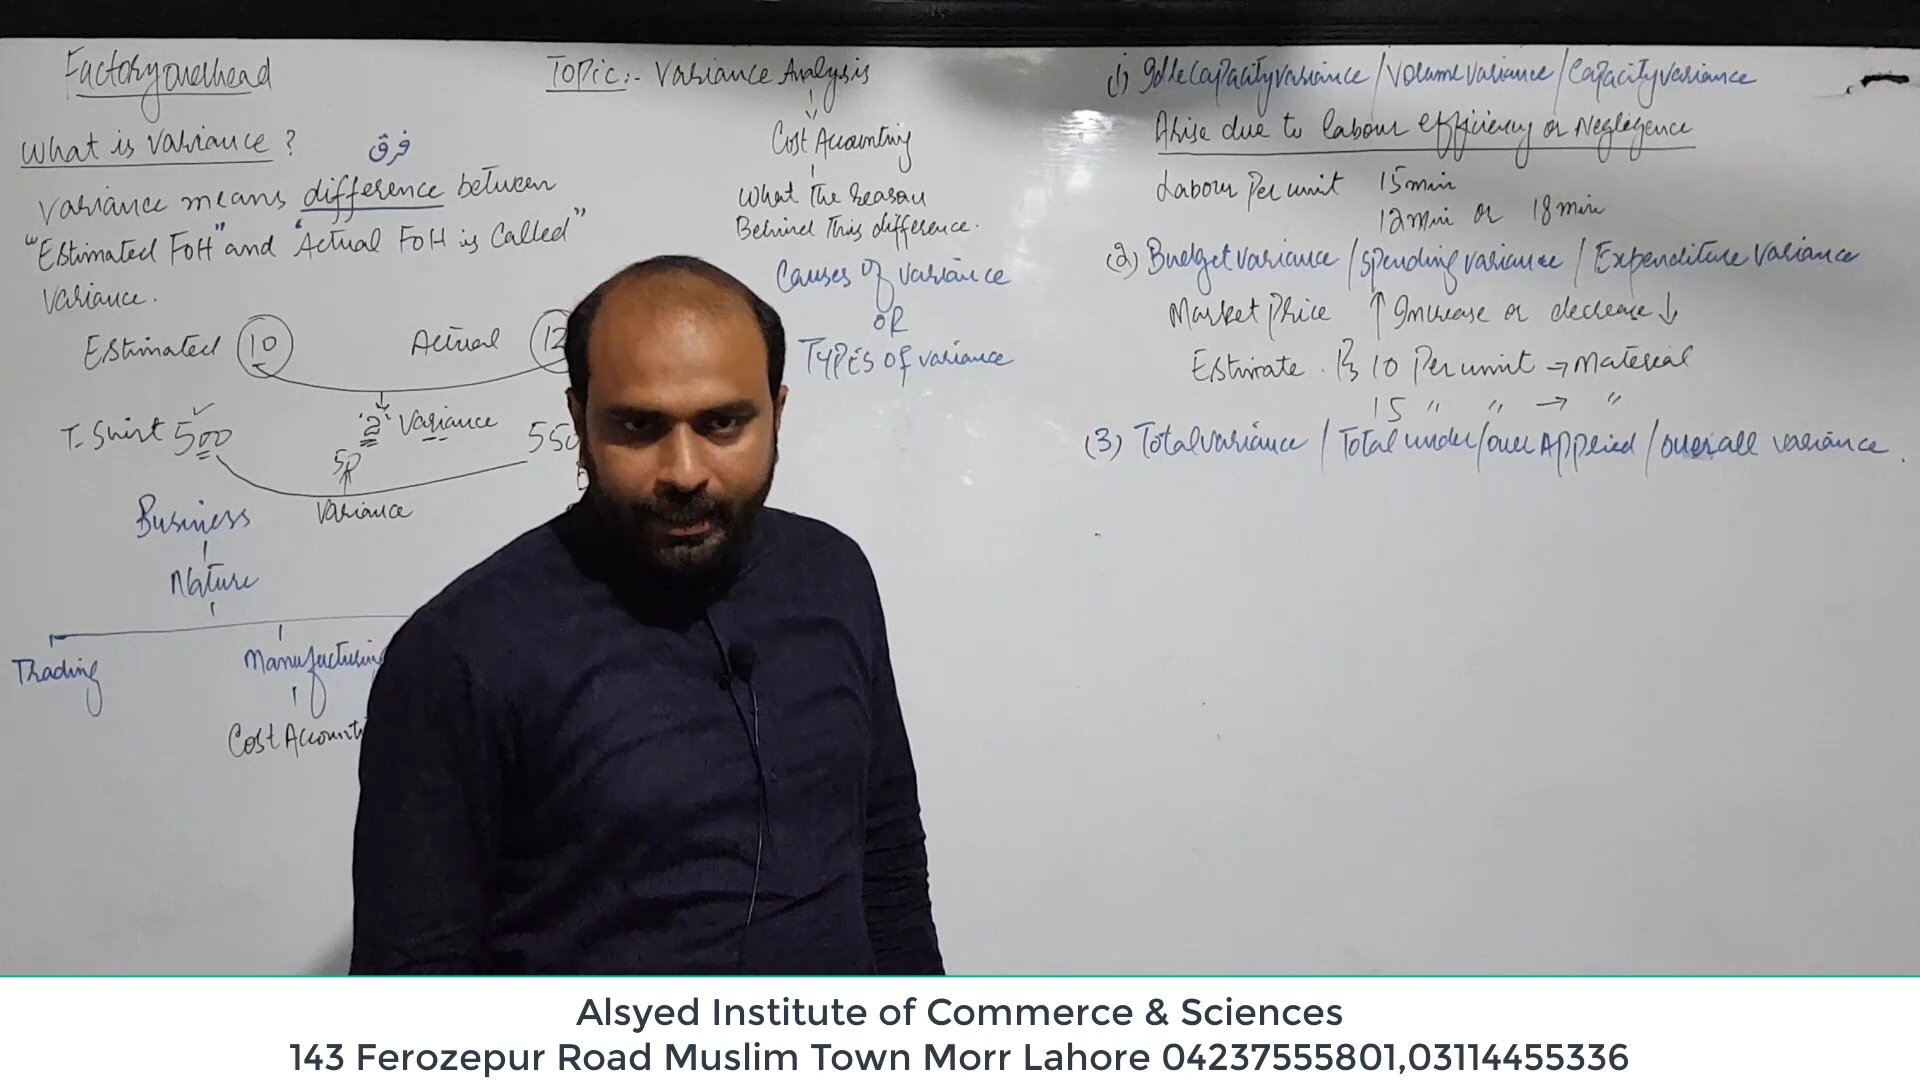 Factory overhead
What is variance ?
فرق
variance means difference between
"Estimated FOH" and "Actual FOH is called"
variance.
Estimated 10 Actual 12
"2" variance
T. Shirt 500 550
50
variance
Business
Nature
Trading Manufacturing
Cost Accounti
Topic:- Variance Analysis
Cost Accounting
What the reason
Behind this difference.
Causes of variance
OR
TYPES of variance
(1) Idle capacity variance / volume variance / capacity variance
Arise due to labour efficiency or Neglegence
Labour Per unit 15 min
12 min or 18 min
(2) Budget variance / spending variance / Expenditure variance
Market price ↑ Increase or decrease ↓
Estimate Rs 10 Per unit → Material
15 " " → "
(3) Total variance / Total under/over Applied / overall variance.
Alsyed Institute of Commerce & Sciences
143 Ferozepur Road Muslim Town Morr Lahore 04237555801,03114455336